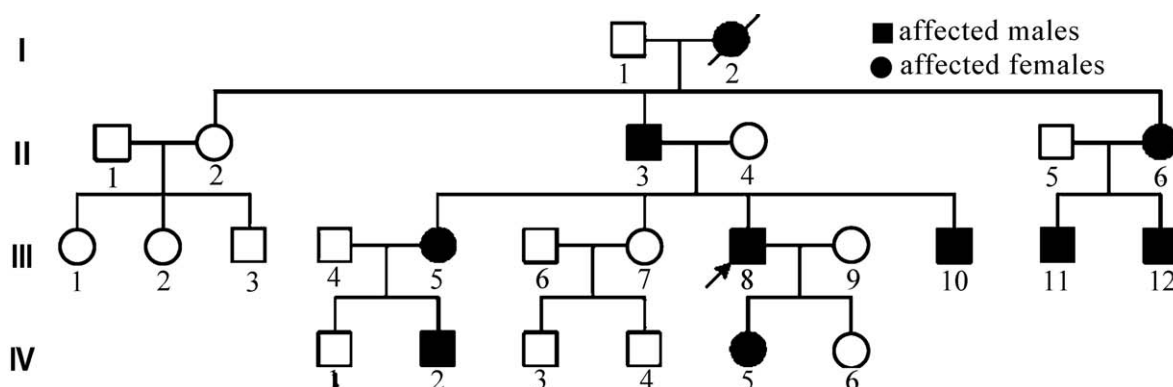 I
1 2
affected males
affected females
II
1 2 3 4 5 6
III
1 2 3 4 5 6 7 8 9 10 11 12
IV
1 2 3 4 5 6